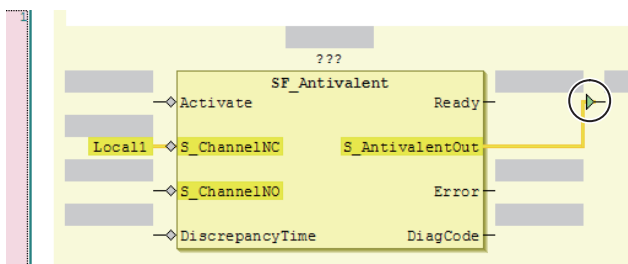 1
???
SF_Antivalent
Activate Ready
Local1 S_ChannelNC S_AntivalentOut
S_ChannelNO Error
DiscrepancyTime DiagCode